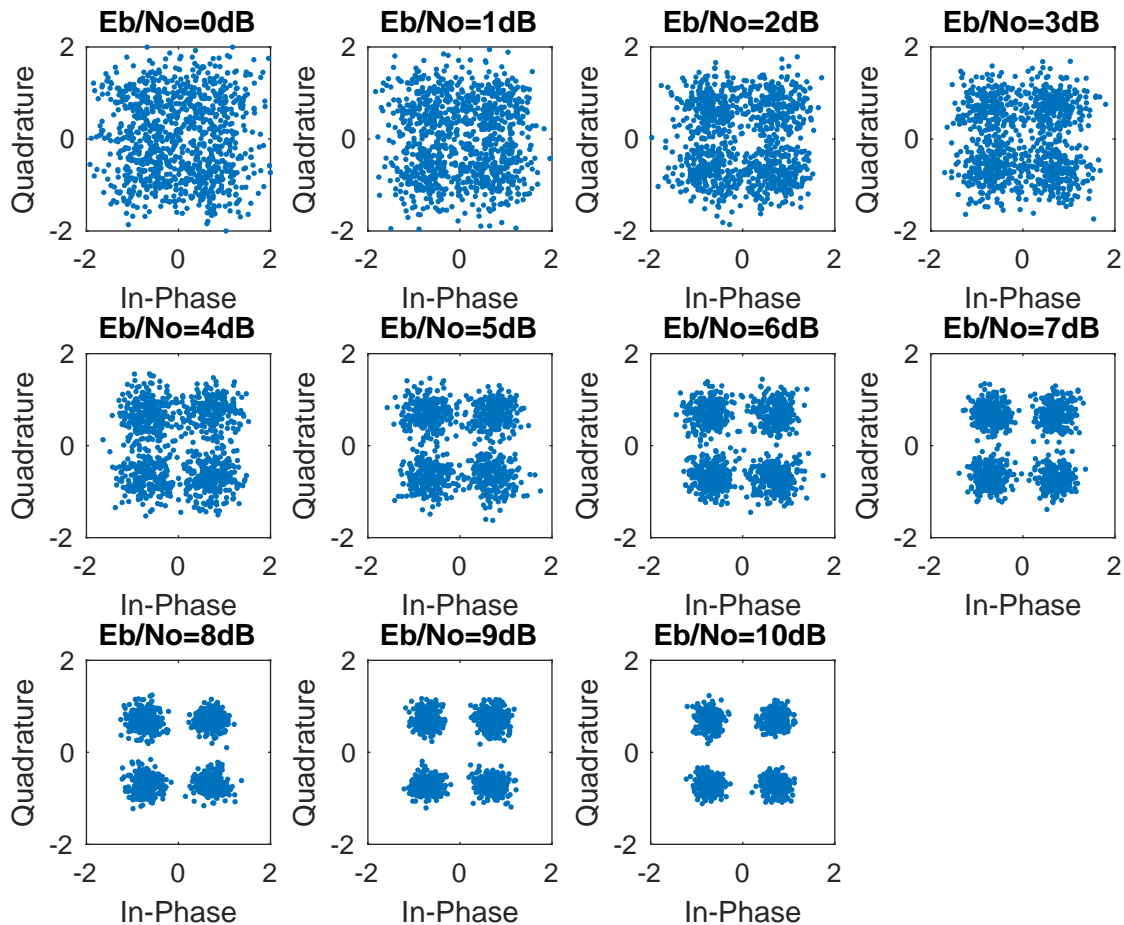 Eb/No=0dB
Eb/No=1dB
Eb/No=2dB
Eb/No=3dB
Quadrature
2
0
-2
-2 0 2
In-Phase
Quadrature
2
0
-2
-2 0 2
In-Phase
Quadrature
2
0
-2
-2 0 2
In-Phase
Quadrature
2
0
-2
-2 0 2
In-Phase
Eb/No=4dB
Eb/No=5dB
Eb/No=6dB
Eb/No=7dB
Quadrature
2
0
-2
-2 0 2
In-Phase
Quadrature
2
0
-2
-2 0 2
In-Phase
Quadrature
2
0
-2
-2 0 2
In-Phase
Quadrature
2
0
-2
-2 0 2
In-Phase
Eb/No=8dB
Eb/No=9dB
Eb/No=10dB
Quadrature
2
0
-2
-2 0 2
In-Phase
Quadrature
2
0
-2
-2 0 2
In-Phase
Quadrature
2
0
-2
-2 0 2
In-Phase